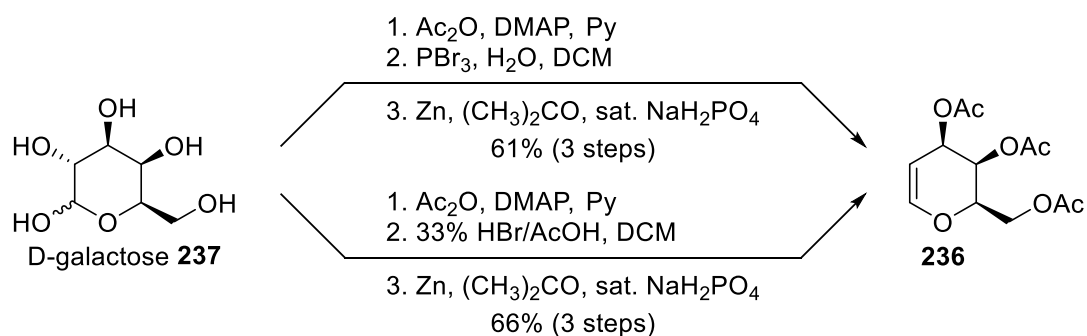 1. Ac₂O, DMAP, Py
2. PBr₃, H₂O, DCM
3. Zn, (CH₃)₂CO, sat. NaH₂PO₄
61% (3 steps)
OH
HO
OH
HO
O
OH
D-galactose 237
1. Ac₂O, DMAP, Py
2. 33% HBr/AcOH, DCM
3. Zn, (CH₃)₂CO, sat. NaH₂PO₄
66% (3 steps)
OAc
OAc
O
OAc
236